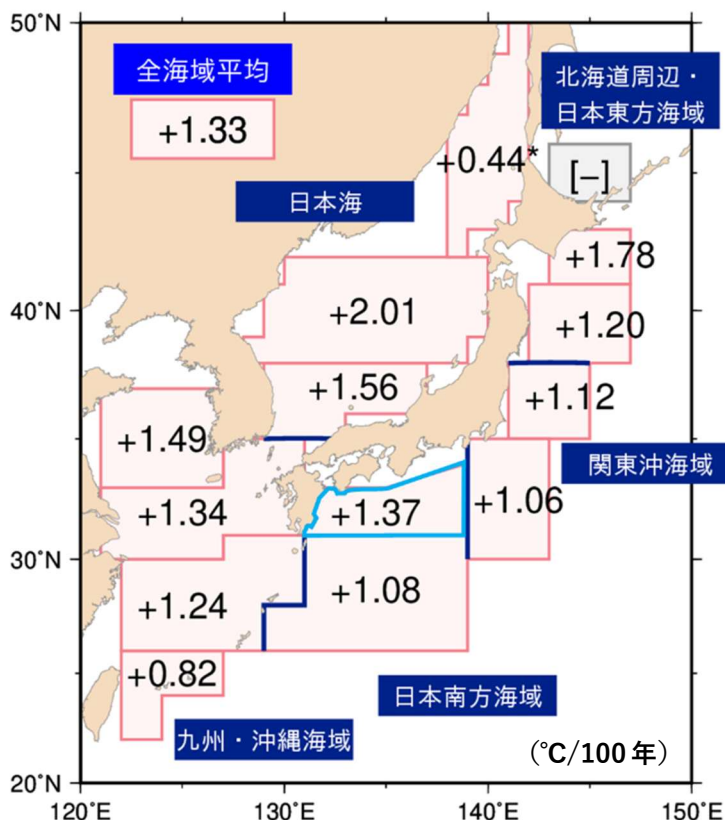 50°N
全海域平均
+1.33
北海道周辺・
日本東方海域
[–]
+0.44*
日本海
+1.78
40°N
+2.01
+1.20
+1.56
+1.12
+1.49
関東沖海域
+1.34
+1.37
+1.06
30°N
+1.24
+1.08
+0.82
日本南方海域
九州・沖縄海域
(℃/100年)
20°N
120°E
130°E
140°E
150°E